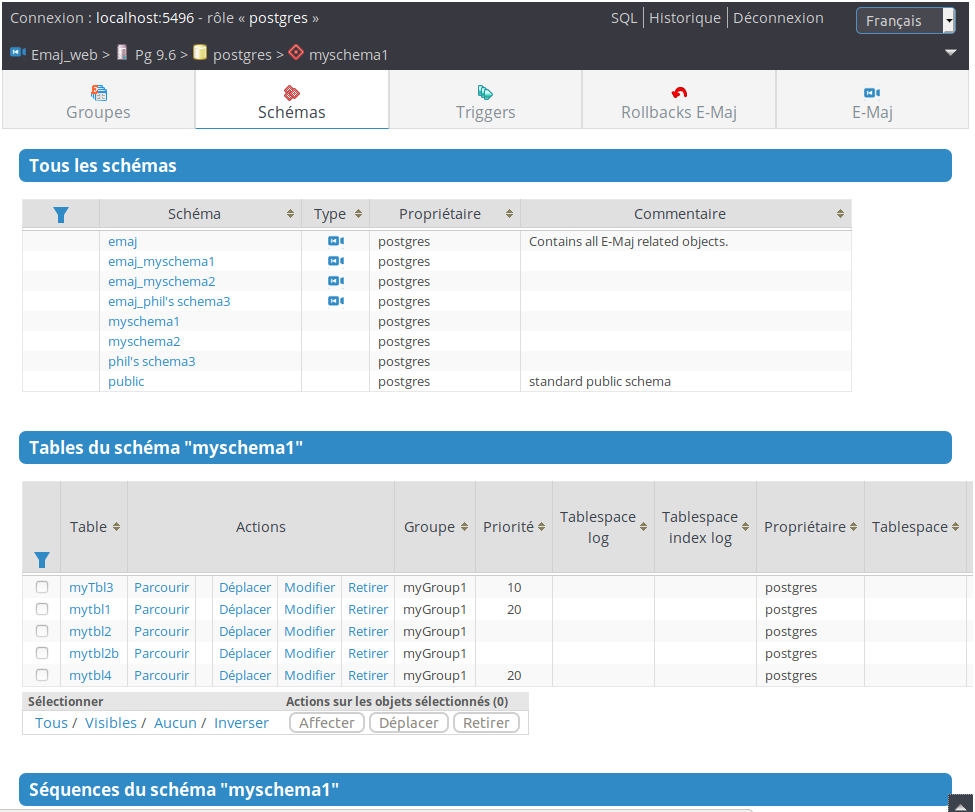 Connexion : localhost:5496 - rôle « postgres » SQL Historique Déconnexion Français
Emaj_web > Pg 9.6 > postgres > myschema1
Groupes Schémas Triggers Rollbacks E-Maj E-Maj
Tous les schémas
Schéma Type Propriétaire Commentaire
emaj postgres Contains all E-Maj related objects.
emaj_myschema1 postgres
emaj_myschema2 postgres
emaj_phil's schema3 postgres
myschema1 postgres
myschema2 postgres
phil's schema3 postgres
public postgres standard public schema
Tables du schéma "myschema1"
Table Actions Groupe Priorité Tablespace log Tablespace index log Propriétaire Tablespace
myTbl3 Parcourir Déplacer Modifier Retirer myGroup1 10 postgres
mytbl1 Parcourir Déplacer Modifier Retirer myGroup1 20 postgres
mytbl2 Parcourir Déplacer Modifier Retirer myGroup1 postgres
mytbl2b Parcourir Déplacer Modifier Retirer myGroup1 postgres
mytbl4 Parcourir Déplacer Modifier Retirer myGroup1 20 postgres
Sélectionner Actions sur les objets sélectionnés (0)
Tous / Visibles / Aucun / Inverser Affecter Déplacer Retirer
Séquences du schéma "myschema1"